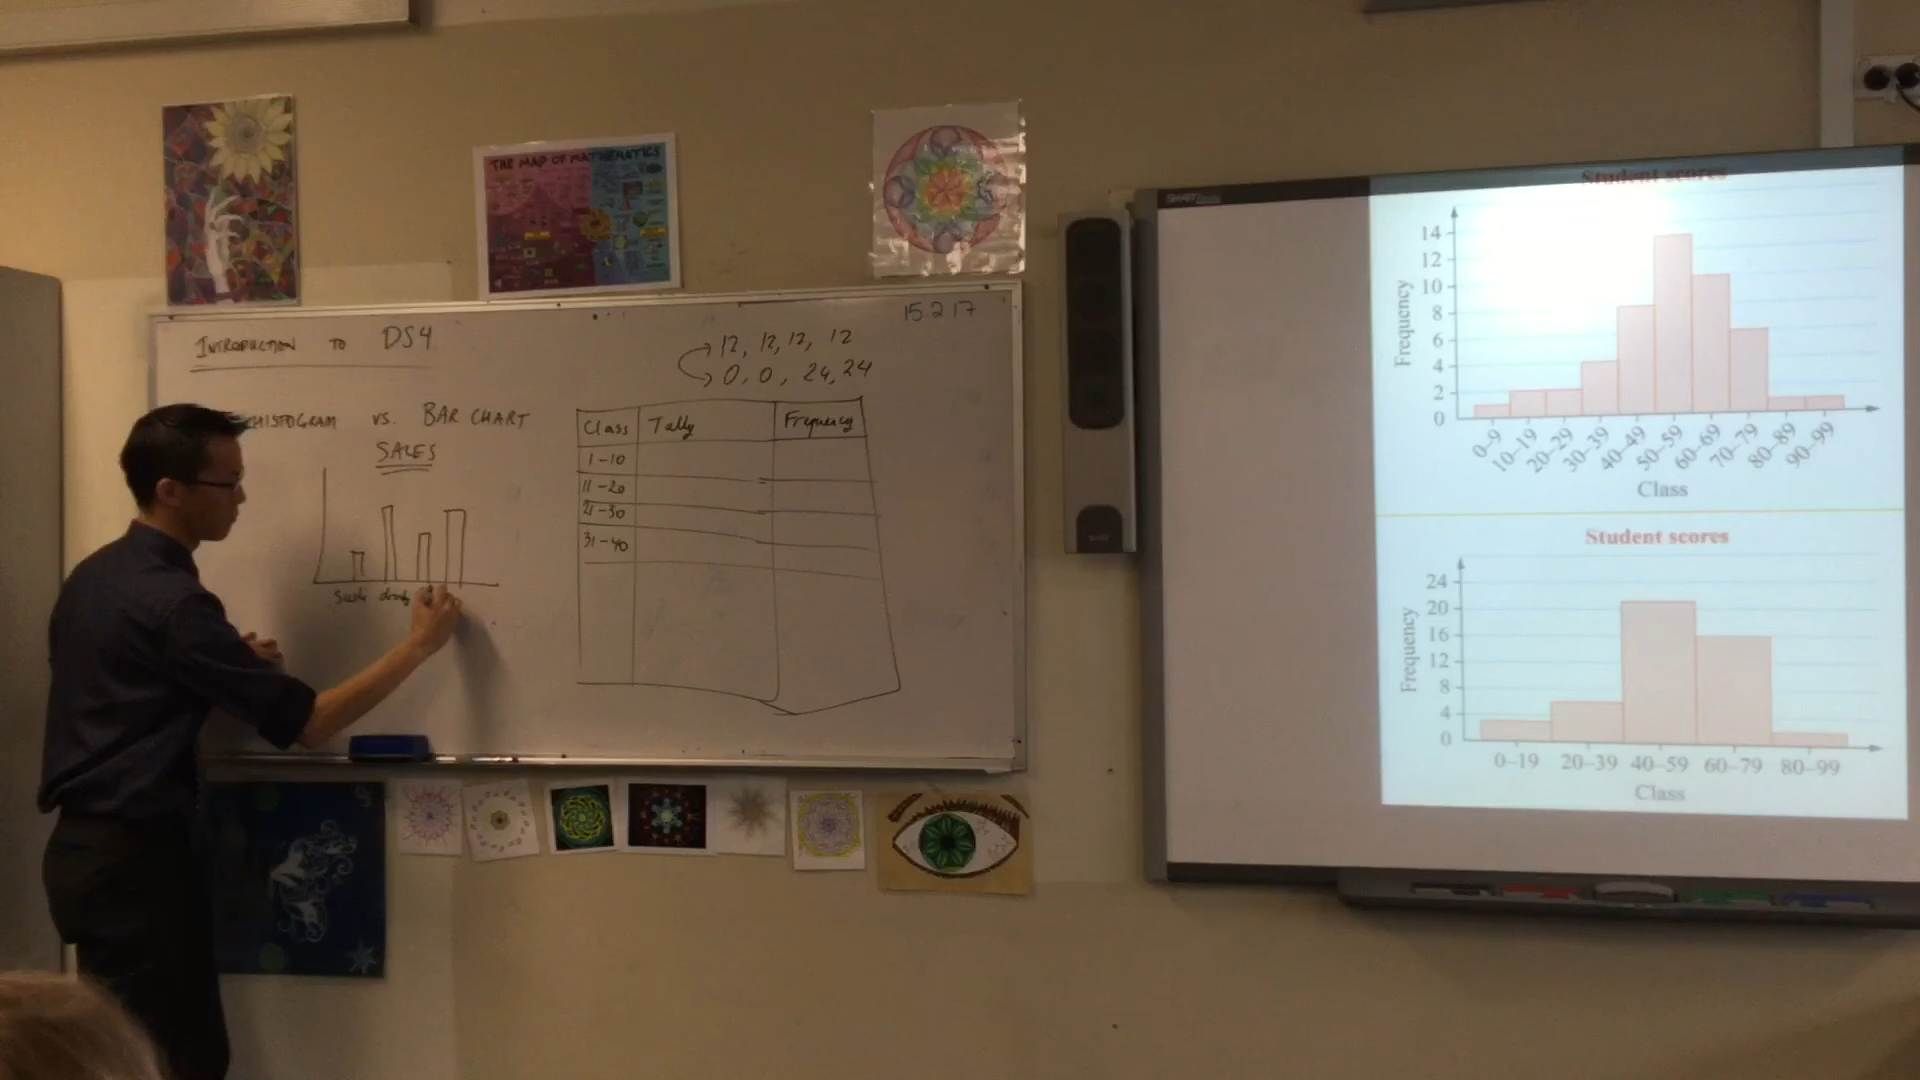 THE MAP OF MATHEMATICS
INTRODUCTION TO DS4
15.2.17
12, 12, 12, 12
0, 0, 24, 24
HISTOGRAM VS. BAR CHART
SALES
Sushi
Class Tally Frequency
1-10
11-20
21-30
31-40
SMART
Student scores
Frequency
14
12
10
8
6
4
2
0
0–9 10–19 20–29 30–39 40–49 50–59 60–69 70–79 80–89 90–99
Class
Student scores
Frequency
24
20
16
12
8
4
0
0–19 20–39 40–59 60–79 80–99
Class